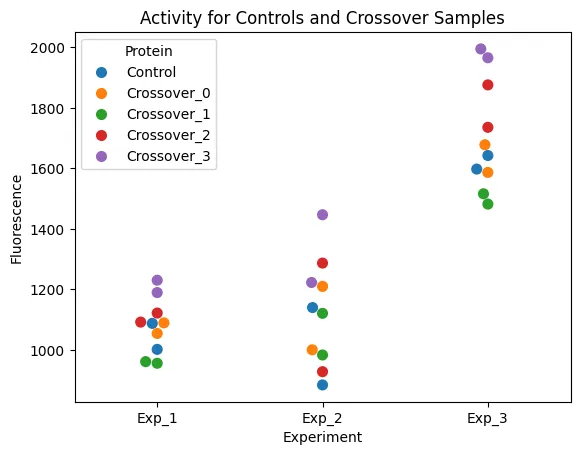 Activity for Controls and Crossover Samples
Protein
Control
Crossover_0
Crossover_1
Crossover_2
Crossover_3
Fluorescence
2000
1800
1600
1400
1200
1000
Exp_1 Exp_2 Exp_3
Experiment